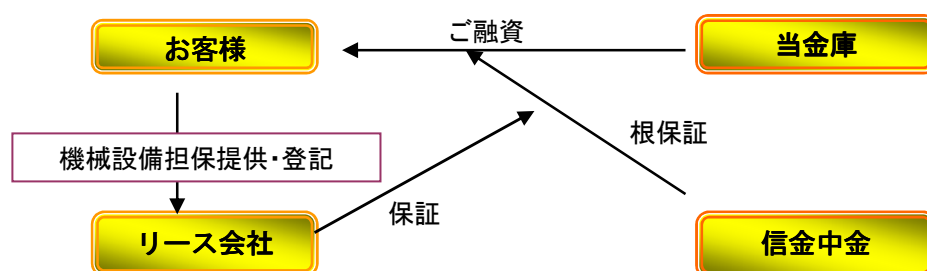 ご融資
お客様
当金庫
根保証
機械設備担保提供・登記
保証
リース会社
信金中金